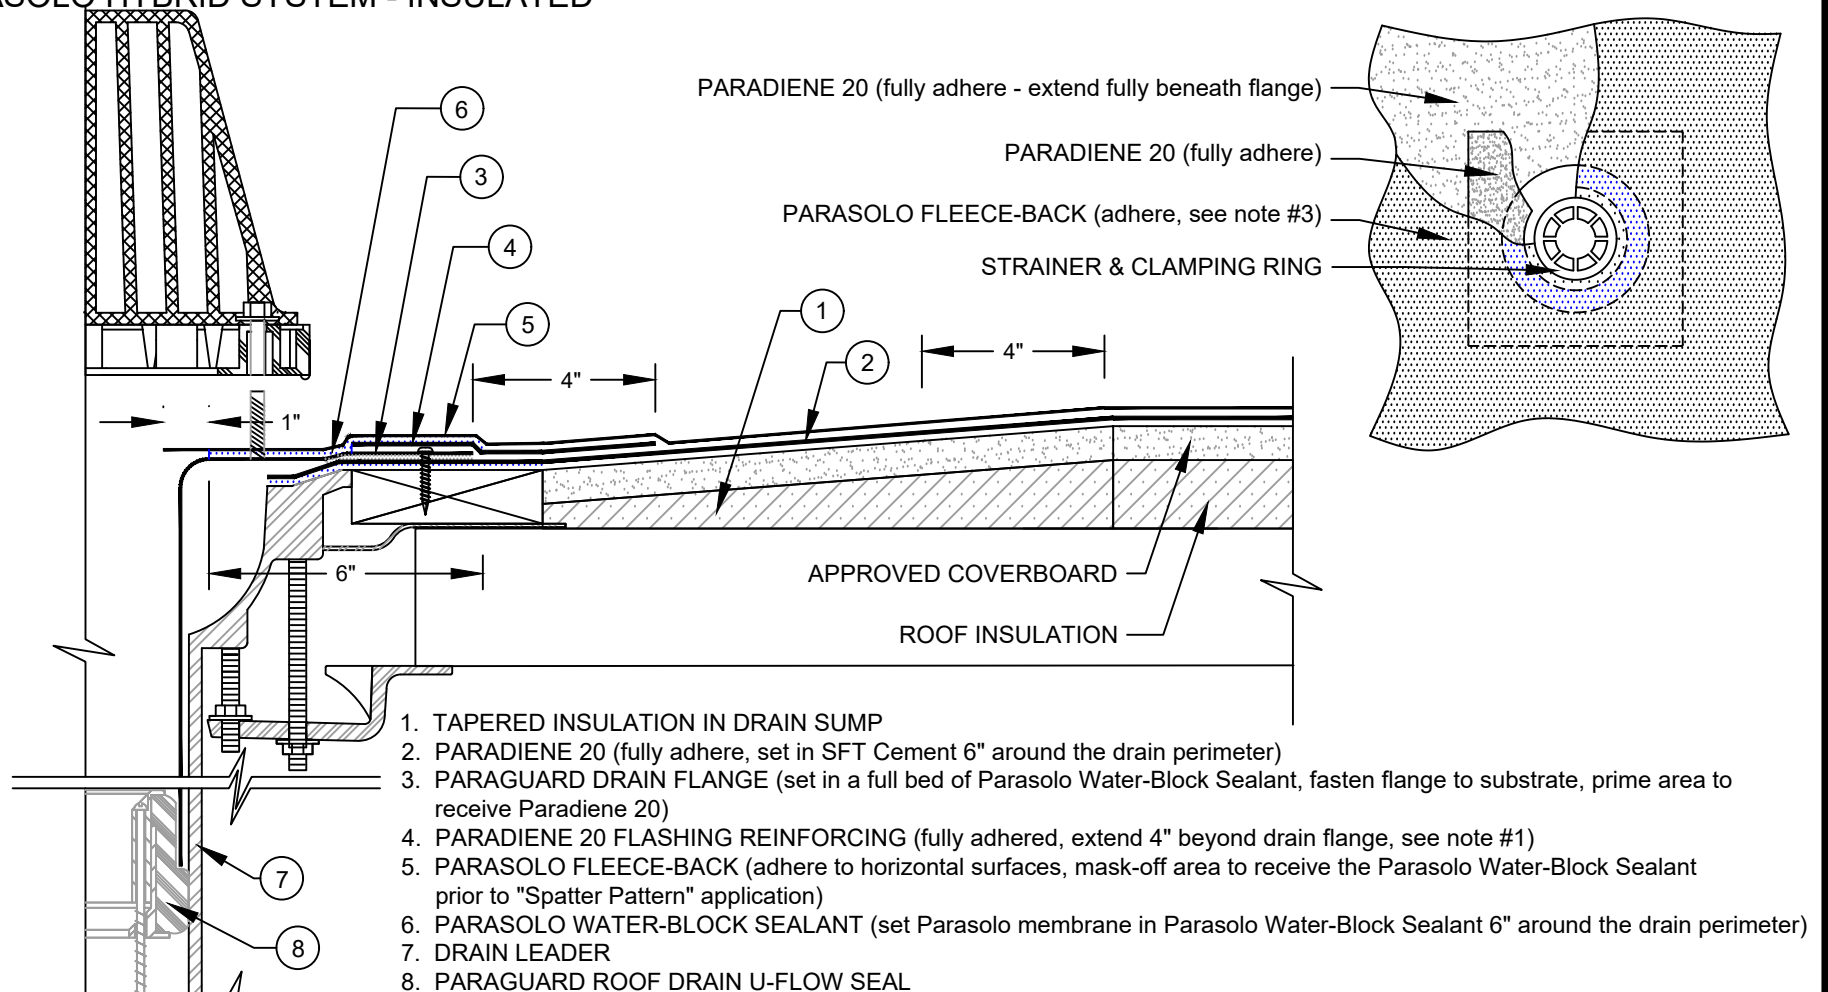 PARASOLO HYBRID SYSTEM - INSULATED
PARADIENE 20 (fully adhere - extend fully beneath flange)
PARADIENE 20 (fully adhere)
PARASOLO FLEECE-BACK (adhere, see note #3)
STRAINER & CLAMPING RING
6
3
4
5
1
2
4"
4"
1"
6"
APPROVED COVERBOARD
ROOF INSULATION
7
8
1. TAPERED INSULATION IN DRAIN SUMP
2. PARADIENE 20 (fully adhere, set in SFT Cement 6" around the drain perimeter)
3. PARAGUARD DRAIN FLANGE (set in a full bed of Parasolo Water-Block Sealant, fasten flange to substrate, prime area to
receive Paradiene 20)
4. PARADIENE 20 FLASHING REINFORCING (fully adhered, extend 4" beyond drain flange, see note #1)
5. PARASOLO FLEECE-BACK (adhere to horizontal surfaces, mask-off area to receive the Parasolo Water-Block Sealant
prior to "Spatter Pattern" application)
6. PARASOLO WATER-BLOCK SEALANT (set Parasolo membrane in Parasolo Water-Block Sealant 6" around the drain perimeter)
7. DRAIN LEADER
8. PARAGUARD ROOF DRAIN U-FLOW SEAL